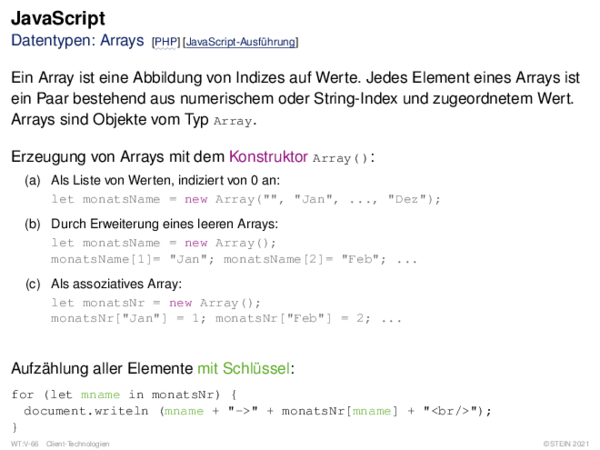 JavaScript
Datentypen: Arrays [PHP] [JavaScript-Ausführung]
Ein Array ist eine Abbildung von Indizes auf Werte. Jedes Element eines Arrays ist
ein Paar bestehend aus numerischem oder String-Index und zugeordnetem Wert.
Arrays sind Objekte vom Typ Array.
Erzeugung von Arrays mit dem Konstruktor Array():
(a) Als Liste von Werten, indiziert von 0 an:
let monatsName = new Array("", "Jan", ..., "Dez");
(b) Durch Erweiterung eines leeren Arrays:
let monatsName = new Array();
monatsName[1]= "Jan"; monatsName[2]= "Feb"; ...
(c) Als assoziatives Array:
let monatsNr = new Array();
monatsNr["Jan"] = 1; monatsNr["Feb"] = 2; ...
Aufzählung aller Elemente mit Schlüssel:
for (let mname in monatsNr) {
document.writeln (mname + "->" + monatsNr[mname] + "<br/>");
}
WT:V-66 Client-Technologien ©STEIN 2021